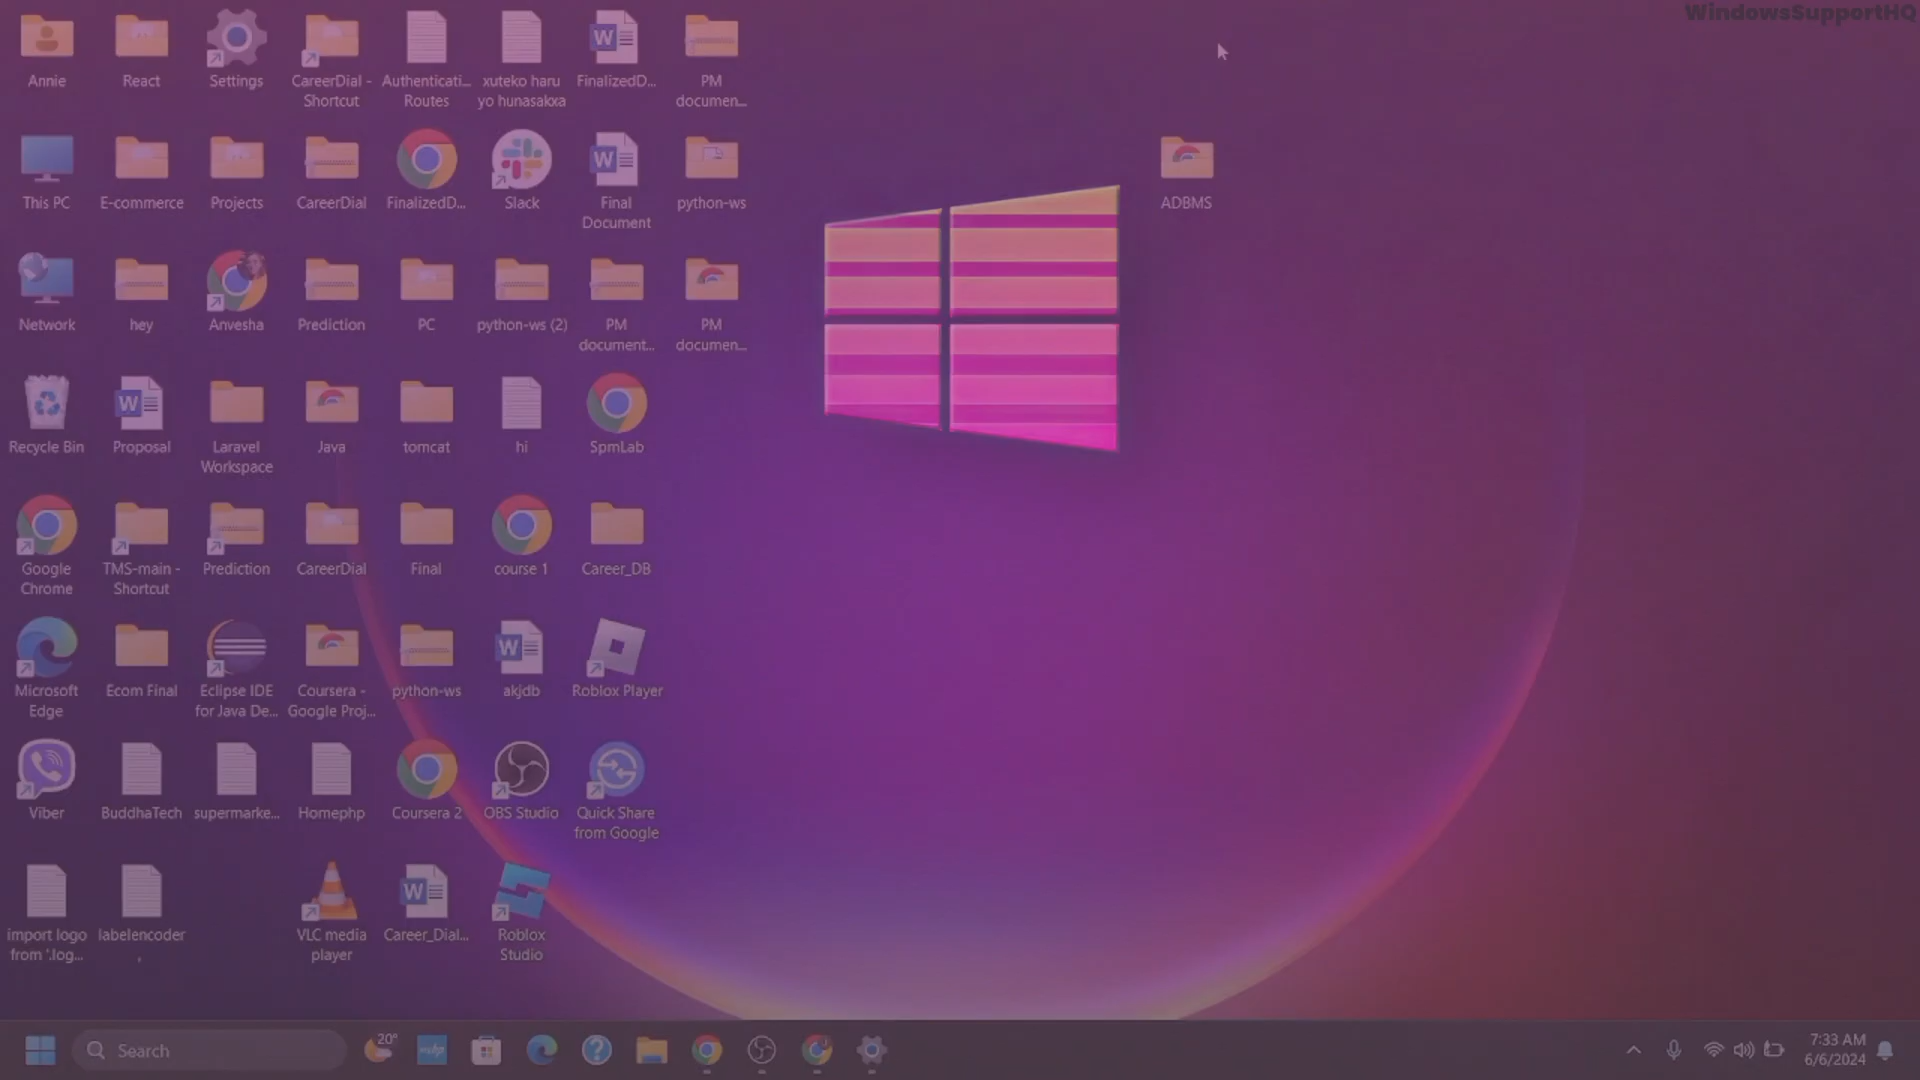 WindowsSupportHQ
Annie
React
Settings
CareerDial -
Shortcut
Authenticati...
Routes
xuteko haru
yo hunasakxa
FinalizedD...
PM
documen...
This PC
E-commerce
Projects
CareerDial
FinalizedD...
Slack
Final
Document
python-ws
ADBMS
Network
hey
Anvesha
Prediction
PC
python-ws (2)
PM
document...
PM
documen...
Recycle Bin
Proposal
Laravel
Workspace
Java
tomcat
hi
SpmLab
Google
Chrome
TMS-main -
Shortcut
Prediction
CareerDial
Final
course 1
Career_DB
Microsoft
Edge
Ecom Final
Eclipse IDE
for Java De...
Coursera -
Google Proj...
python-ws
akjdb
Roblox Player
Viber
BuddhaTech
supermarke...
Homephp
Coursera 2
OBS Studio
Quick Share
from Google
import logo
from '.log...
labelencoder
,
VLC media
player
Career_Dial...
Roblox
Studio
Search
20°
7:33 AM
6/6/2024